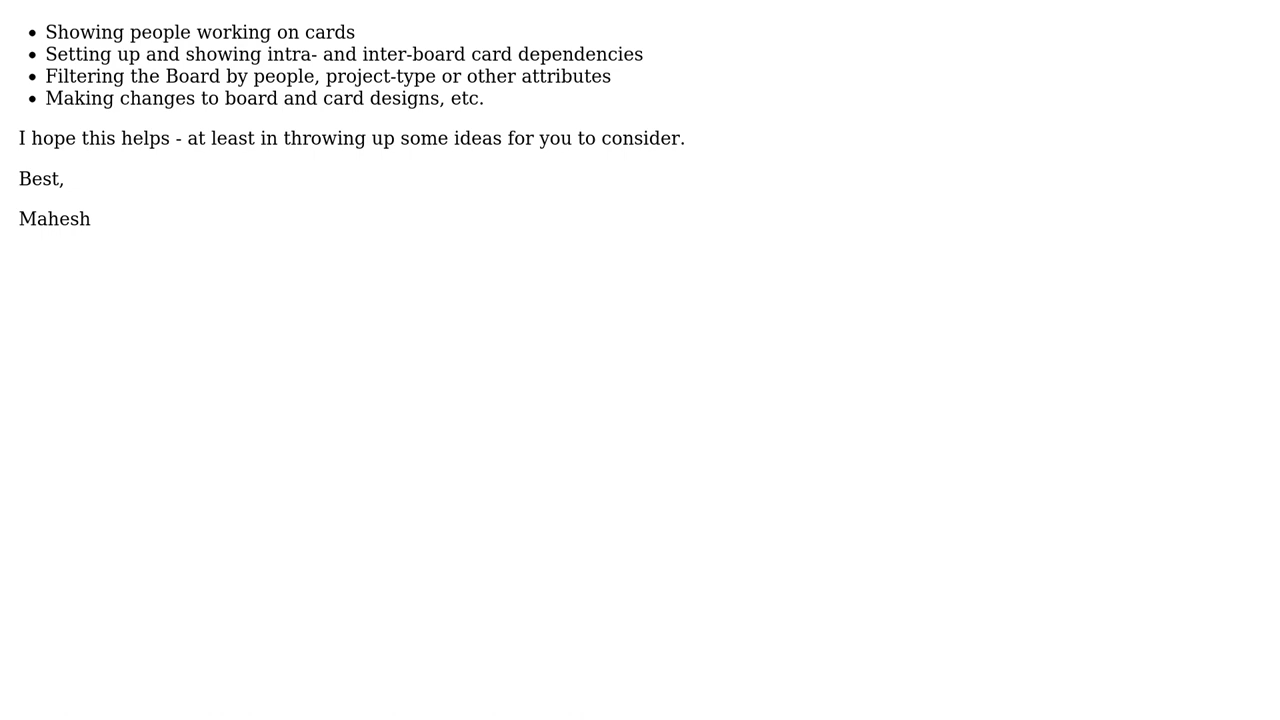 • Showing people working on cards
• Setting up and showing intra- and inter-board card dependencies
• Filtering the Board by people, project-type or other attributes
• Making changes to board and card designs, etc.
I hope this helps - at least in throwing up some ideas for you to consider.
Best,
Mahesh